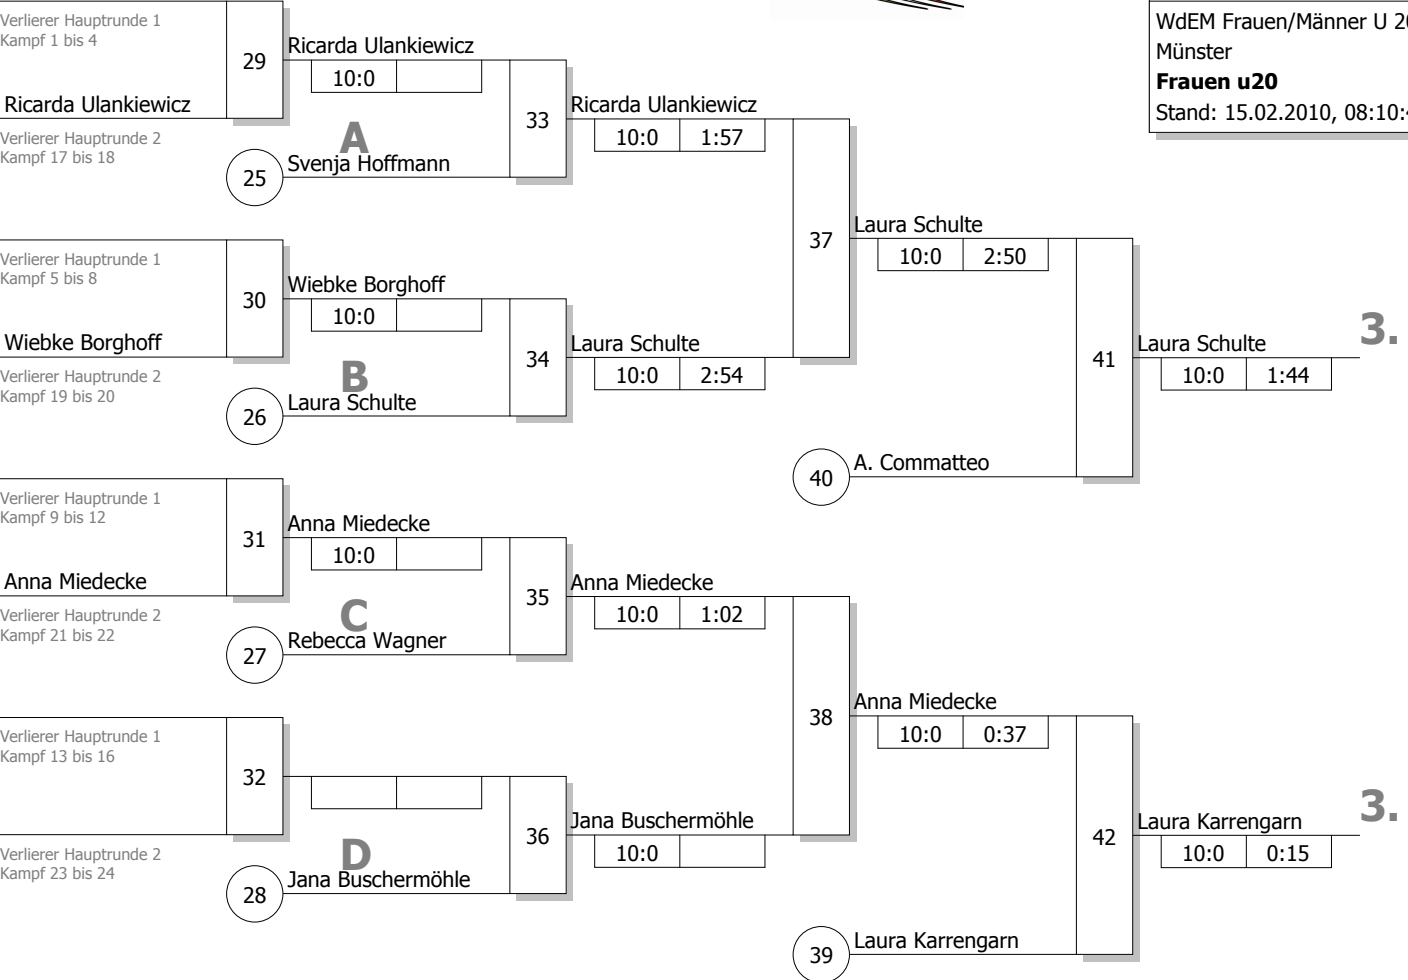 WdEM Frauen/Männer U 20
Münster
Frauen u20
Stand: 15.02.2010, 08:10:4
Verlierer Hauptrunde 1
Kampf 1 bis 4
29
Ricarda Ulankiewicz
10:0
Ricarda Ulankiewicz
Verlierer Hauptrunde 2
Kampf 17 bis 18
A
33
Ricarda Ulankiewicz
10:0 1:57
25
Svenja Hoffmann
37
Laura Schulte
10:0 2:50
Verlierer Hauptrunde 1
Kampf 5 bis 8
30
Wiebke Borghoff
10:0
Wiebke Borghoff
Verlierer Hauptrunde 2
Kampf 19 bis 20
B
34
Laura Schulte
10:0 2:54
26
Laura Schulte
41
Laura Schulte
10:0 1:44
3.
40
A. Commatteo
Verlierer Hauptrunde 1
Kampf 9 bis 12
31
Anna Miedecke
10:0
Anna Miedecke
Verlierer Hauptrunde 2
Kampf 21 bis 22
C
35
Anna Miedecke
10:0 1:02
27
Rebecca Wagner
38
Anna Miedecke
10:0 0:37
Verlierer Hauptrunde 1
Kampf 13 bis 16
32
Verlierer Hauptrunde 2
Kampf 23 bis 24
D
36
Jana Buschermöhle
10:0
28
Jana Buschermöhle
42
Laura Karrengarn
10:0 0:15
3.
39
Laura Karrengarn